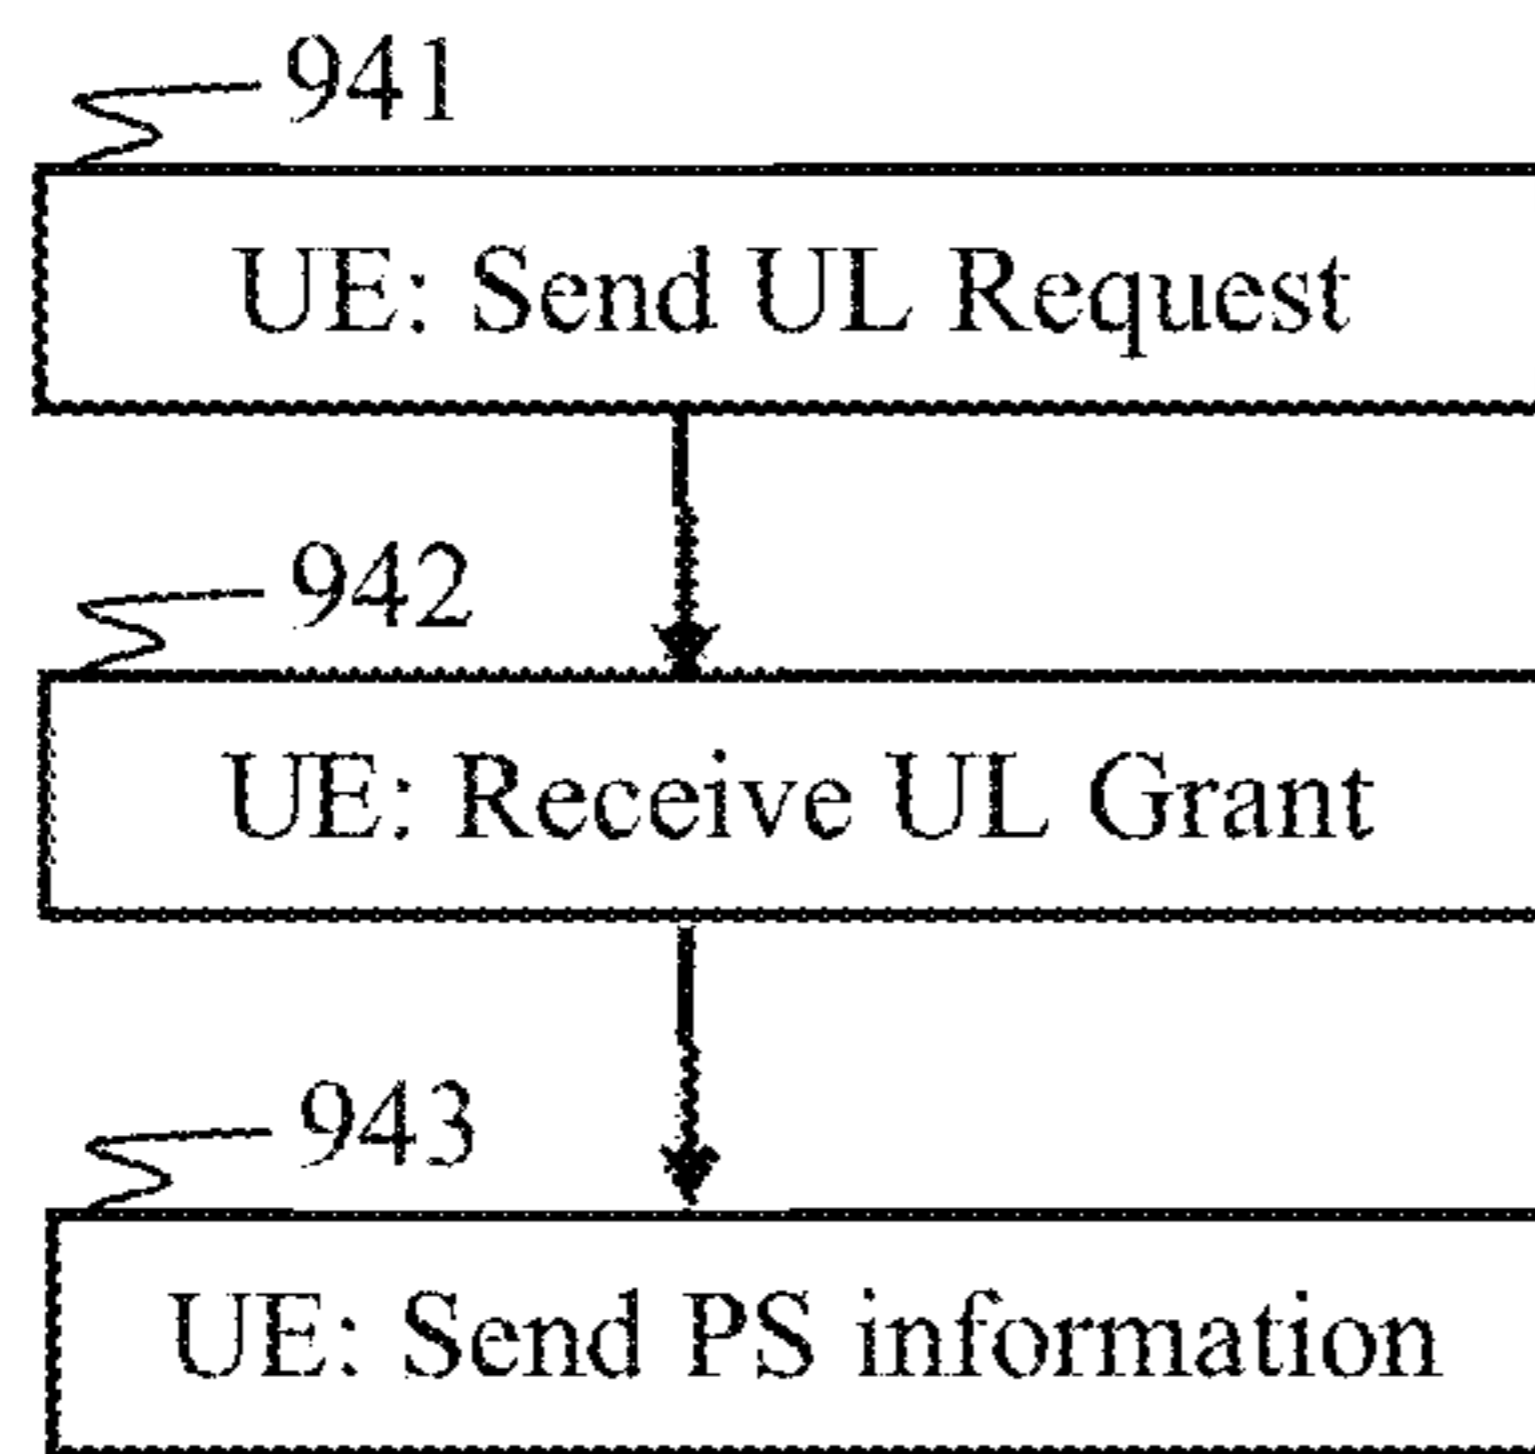 941
UE: Send UL Request
942
UE: Receive UL Grant
943
UE: Send PS information